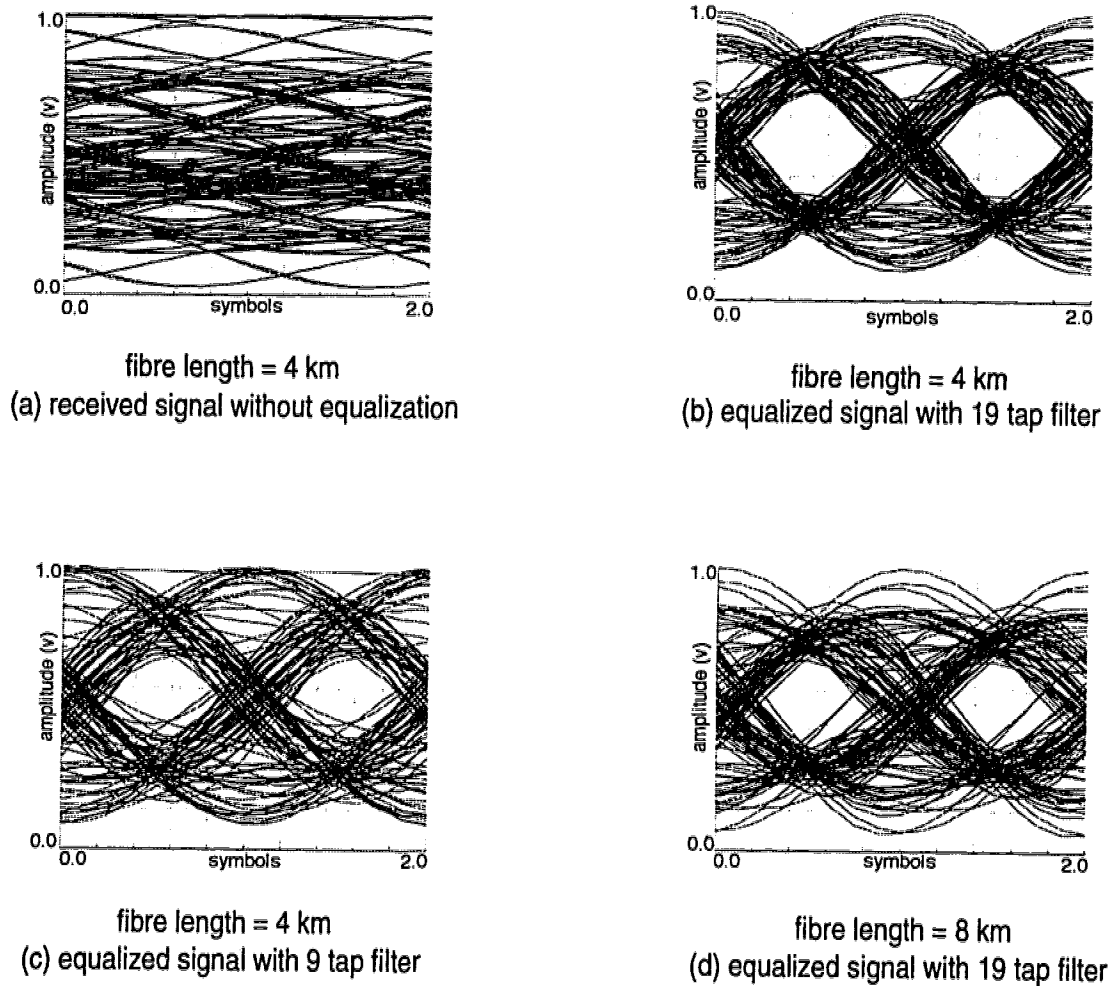 1.0
amplitude (v)
0.0
0.0
symbols
2.0
fibre length = 4 km
(a) received signal without equalization
1.0
amplitude (v)
0.0
0.0
symbols
2.0
fibre length = 4 km
(b) equalized signal with 19 tap filter
1.0
amplitude (v)
0.0
0.0
symbols
2.0
fibre length = 4 km
(c) equalized signal with 9 tap filter
1.0
amplitude (v)
0.0
0.0
symbols
2.0
fibre length = 8 km
(d) equalized signal with 19 tap filter